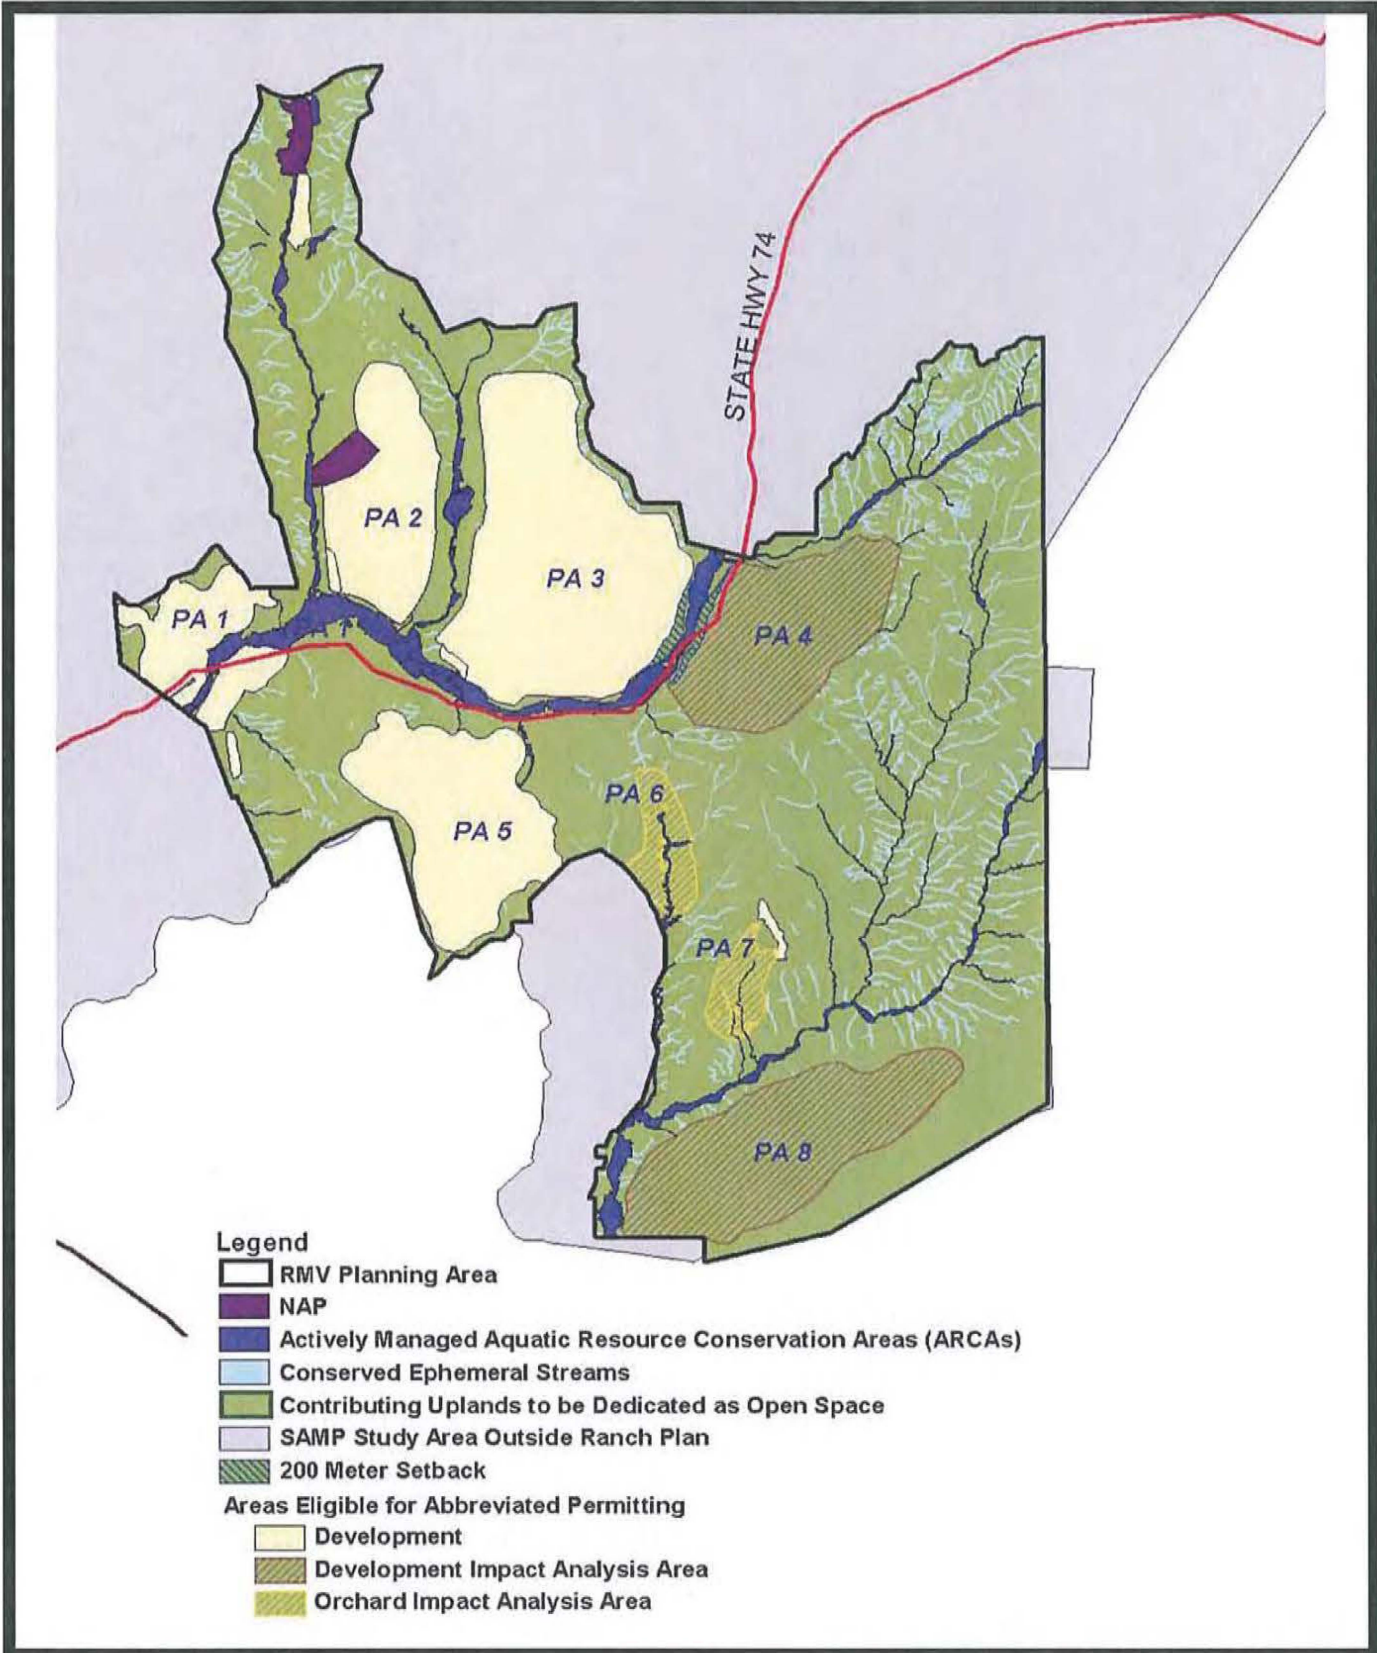 STATE HWY 74
PA 2
PA 3
PA 1
PA 4
PA 6
PA 5
PA 7
PA 8
Legend
RMV Planning Area
NAP
Actively Managed Aquatic Resource Conservation Areas (ARCAs)
Conserved Ephemeral Streams
Contributing Uplands to be Dedicated as Open Space
SAMP Study Area Outside Ranch Plan
200 Meter Setback
Areas Eligible for Abbreviated Permitting
Development
Development Impact Analysis Area
Orchard Impact Analysis Area